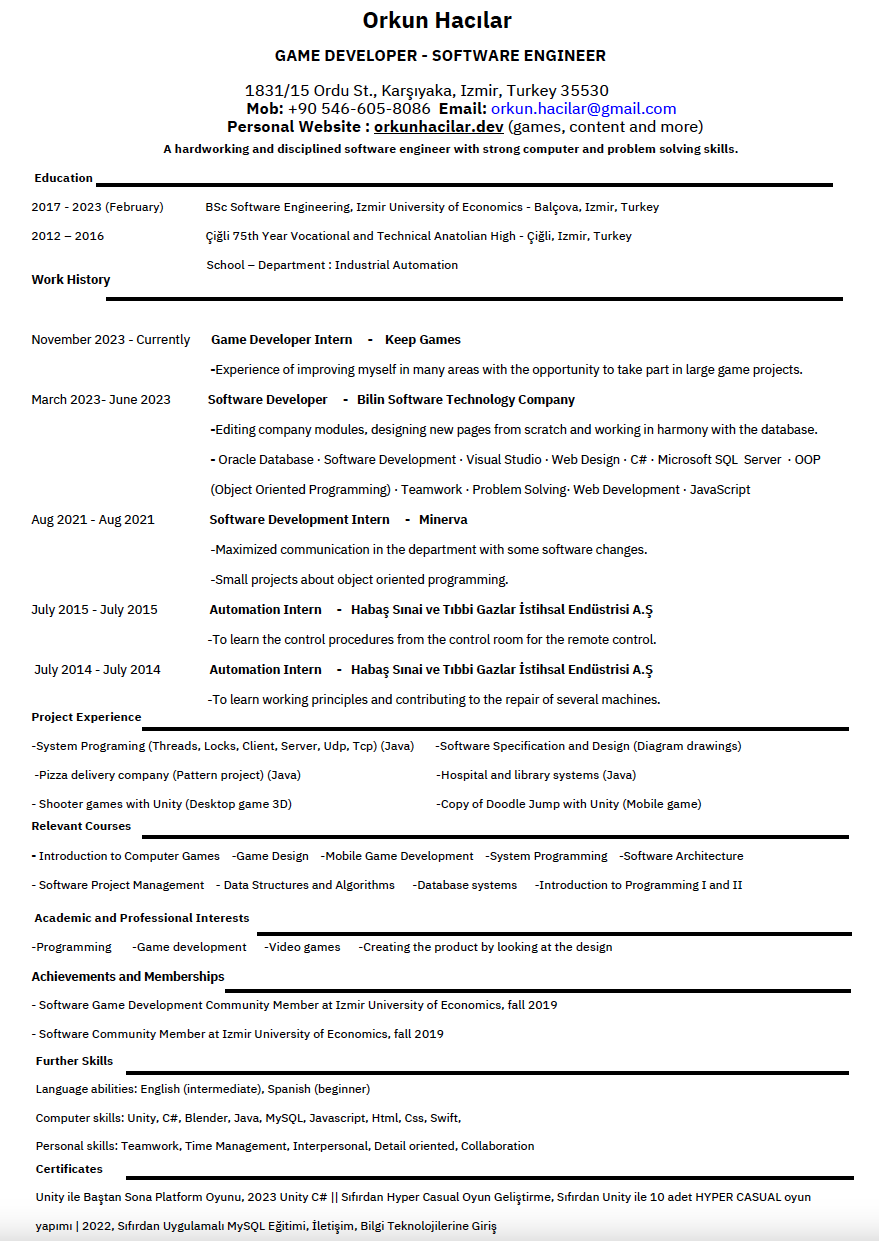 Orkun Hacılar
GAME DEVELOPER - SOFTWARE ENGINEER
1831/15 Ordu St., Karşıyaka, Izmir, Turkey 35530
Mob: +90 546-605-8086 Email: orkun.hacilar@gmail.com
Personal Website : orkunhacilar.dev (games, content and more)
A hardworking and disciplined software engineer with strong computer and problem solving skills.
Education
2017 - 2023 (February) BSc Software Engineering, Izmir University of Economics - Balçova, Izmir, Turkey
2012 – 2016 Çiğli 75th Year Vocational and Technical Anatolian High - Çiğli, Izmir, Turkey
School – Department : Industrial Automation
Work History
November 2023 - Currently Game Developer Intern - Keep Games
-Experience of improving myself in many areas with the opportunity to take part in large game projects.
March 2023- June 2023 Software Developer - Bilin Software Technology Company
-Editing company modules, designing new pages from scratch and working in harmony with the database.
- Oracle Database · Software Development · Visual Studio · Web Design · C# · Microsoft SQL Server · OOP
(Object Oriented Programming) · Teamwork · Problem Solving· Web Development · JavaScript
Aug 2021 - Aug 2021 Software Development Intern - Minerva
-Maximized communication in the department with some software changes.
-Small projects about object oriented programming.
July 2015 - July 2015 Automation Intern - Habaş Sınai ve Tıbbi Gazlar İstihsal Endüstrisi A.Ş
-To learn the control procedures from the control room for the remote control.
July 2014 - July 2014 Automation Intern - Habaş Sınai ve Tıbbi Gazlar İstihsal Endüstrisi A.Ş
-To learn working principles and contributing to the repair of several machines.
Project Experience
-System Programing (Threads, Locks, Client, Server, Udp, Tcp) (Java) -Software Specification and Design (Diagram drawings)
-Pizza delivery company (Pattern project) (Java) -Hospital and library systems (Java)
- Shooter games with Unity (Desktop game 3D) -Copy of Doodle Jump with Unity (Mobile game)
Relevant Courses
- Introduction to Computer Games -Game Design -Mobile Game Development -System Programming -Software Architecture
- Software Project Management - Data Structures and Algorithms -Database systems -Introduction to Programming I and II
Academic and Professional Interests
-Programming -Game development -Video games -Creating the product by looking at the design
Achievements and Memberships
- Software Game Development Community Member at Izmir University of Economics, fall 2019
- Software Community Member at Izmir University of Economics, fall 2019
Further Skills
Language abilities: English (intermediate), Spanish (beginner)
Computer skills: Unity, C#, Blender, Java, MySQL, Javascript, Html, Css, Swift,
Personal skills: Teamwork, Time Management, Interpersonal, Detail oriented, Collaboration
Certificates
Unity ile Baştan Sona Platform Oyunu, 2023 Unity C# || Sıfırdan Hyper Casual Oyun Geliştirme, Sıfırdan Unity ile 10 adet HYPER CASUAL oyun
yapımı | 2022, Sıfırdan Uygulamalı MySQL Eğitimi, İletişim, Bilgi Teknolojilerine Giriş